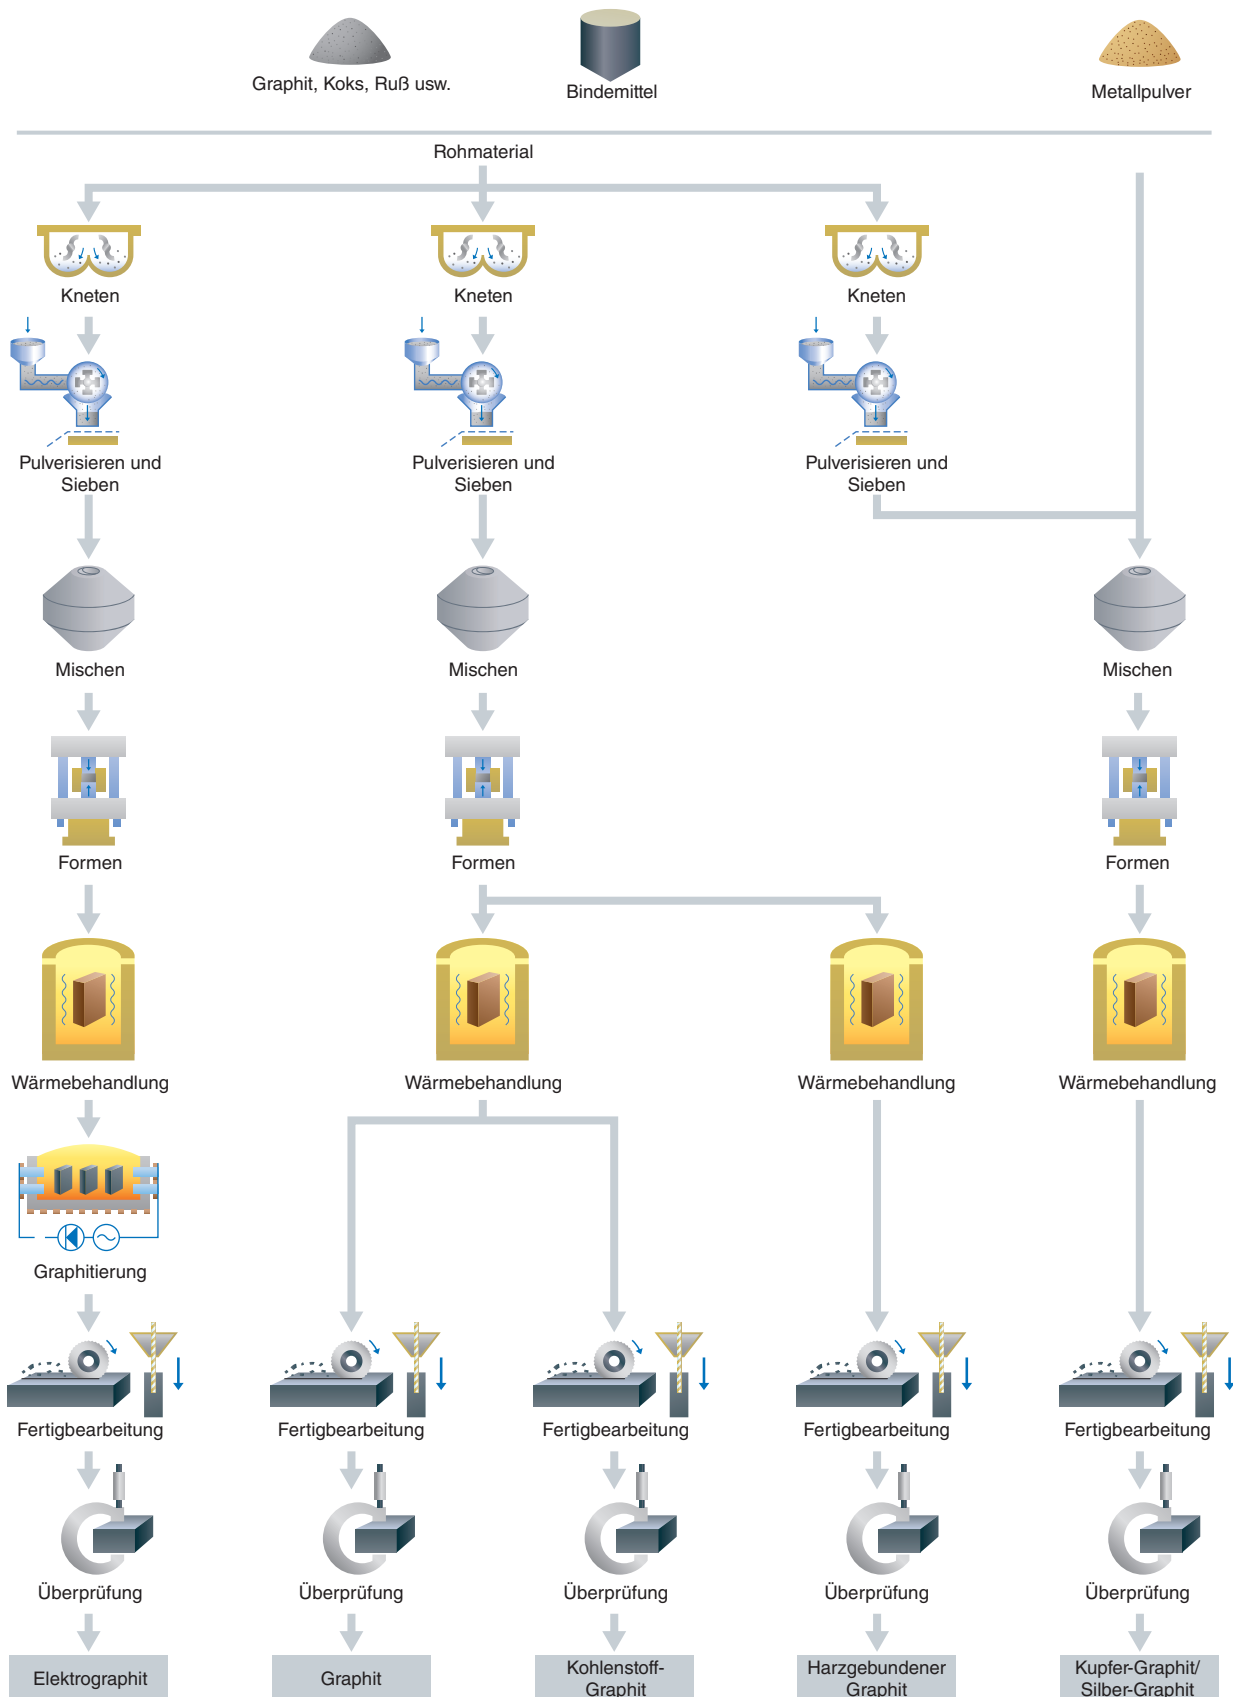 Graphit, Koks, Ruß usw.
Bindemittel
Metallpulver
Rohmaterial
Kneten
Kneten
Kneten
Pulverisieren und
Sieben
Pulverisieren und
Sieben
Pulverisieren und
Sieben
Mischen
Mischen
Mischen
Formen
Formen
Formen
Wärmebehandlung
Wärmebehandlung
Wärmebehandlung
Wärmebehandlung
Graphitierung
Fertigbearbeitung
Fertigbearbeitung
Fertigbearbeitung
Fertigbearbeitung
Fertigbearbeitung
Überprüfung
Überprüfung
Überprüfung
Überprüfung
Überprüfung
Elektrographit
Graphit
Kohlenstoff-
Graphit
Harzgebundener
Graphit
Kupfer-Graphit/
Silber-Graphit